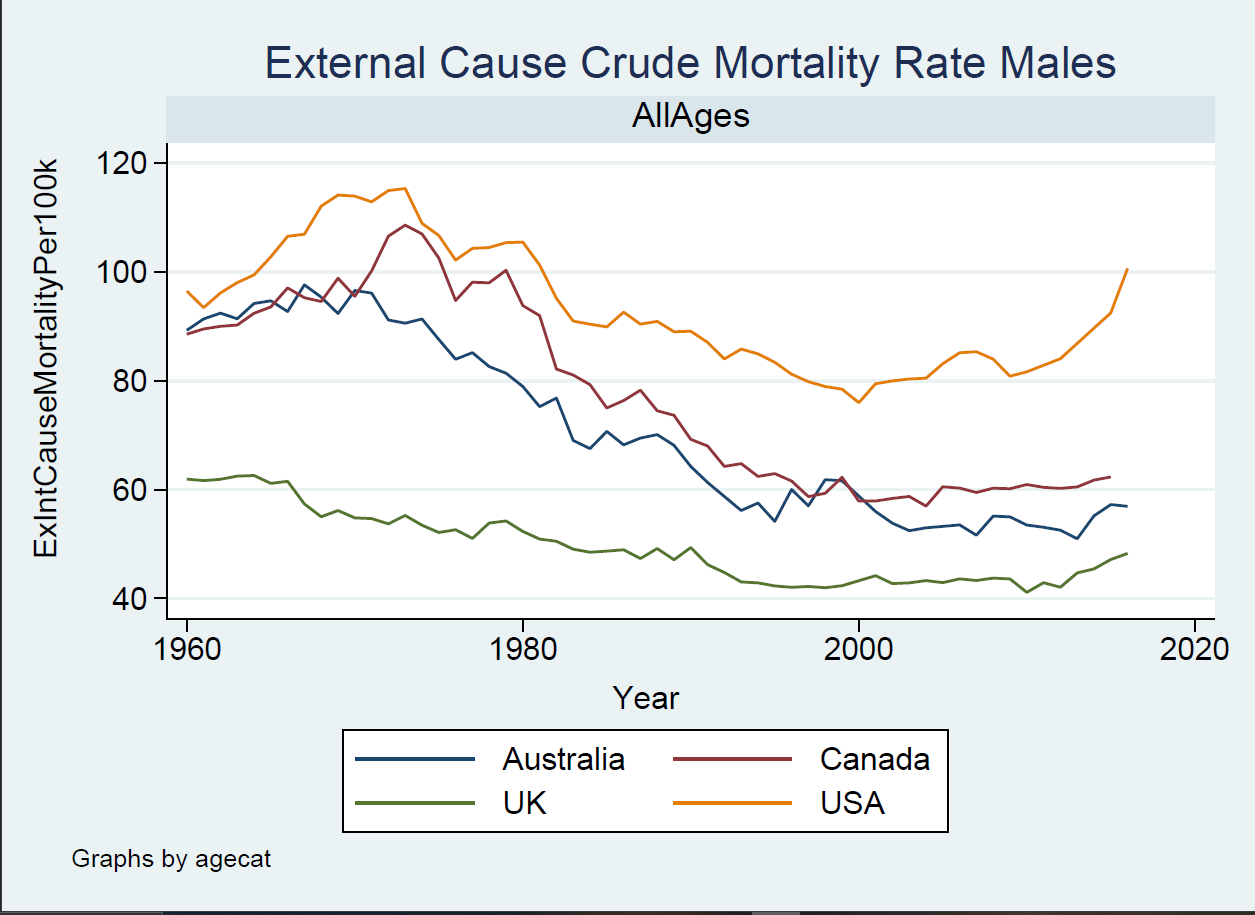 External Cause Crude Mortality Rate Males
AllAges
ExIntCauseMortalityPer100k
120
100
80
60
40
1960 1980 2000 2020
Year
Australia Canada
UK USA
Graphs by agecat